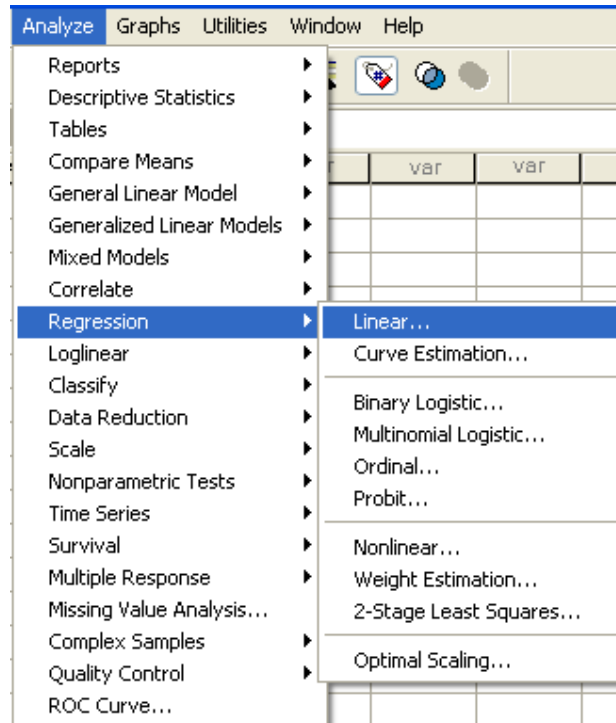 Analyze Graphs Utilities Window Help
Reports
Descriptive Statistics
Tables
Compare Means
var var
General Linear Model
Generalized Linear Models
Mixed Models
Correlate
Regression
Loglinear
Classify
Data Reduction
Scale
Nonparametric Tests
Time Series
Survival
Multiple Response
Missing Value Analysis...
Complex Samples
Quality Control
ROC Curve...
Linear...
Curve Estimation...
Binary Logistic...
Multinomial Logistic...
Ordinal...
Probit...
Nonlinear...
Weight Estimation...
2-Stage Least Squares...
Optimal Scaling...